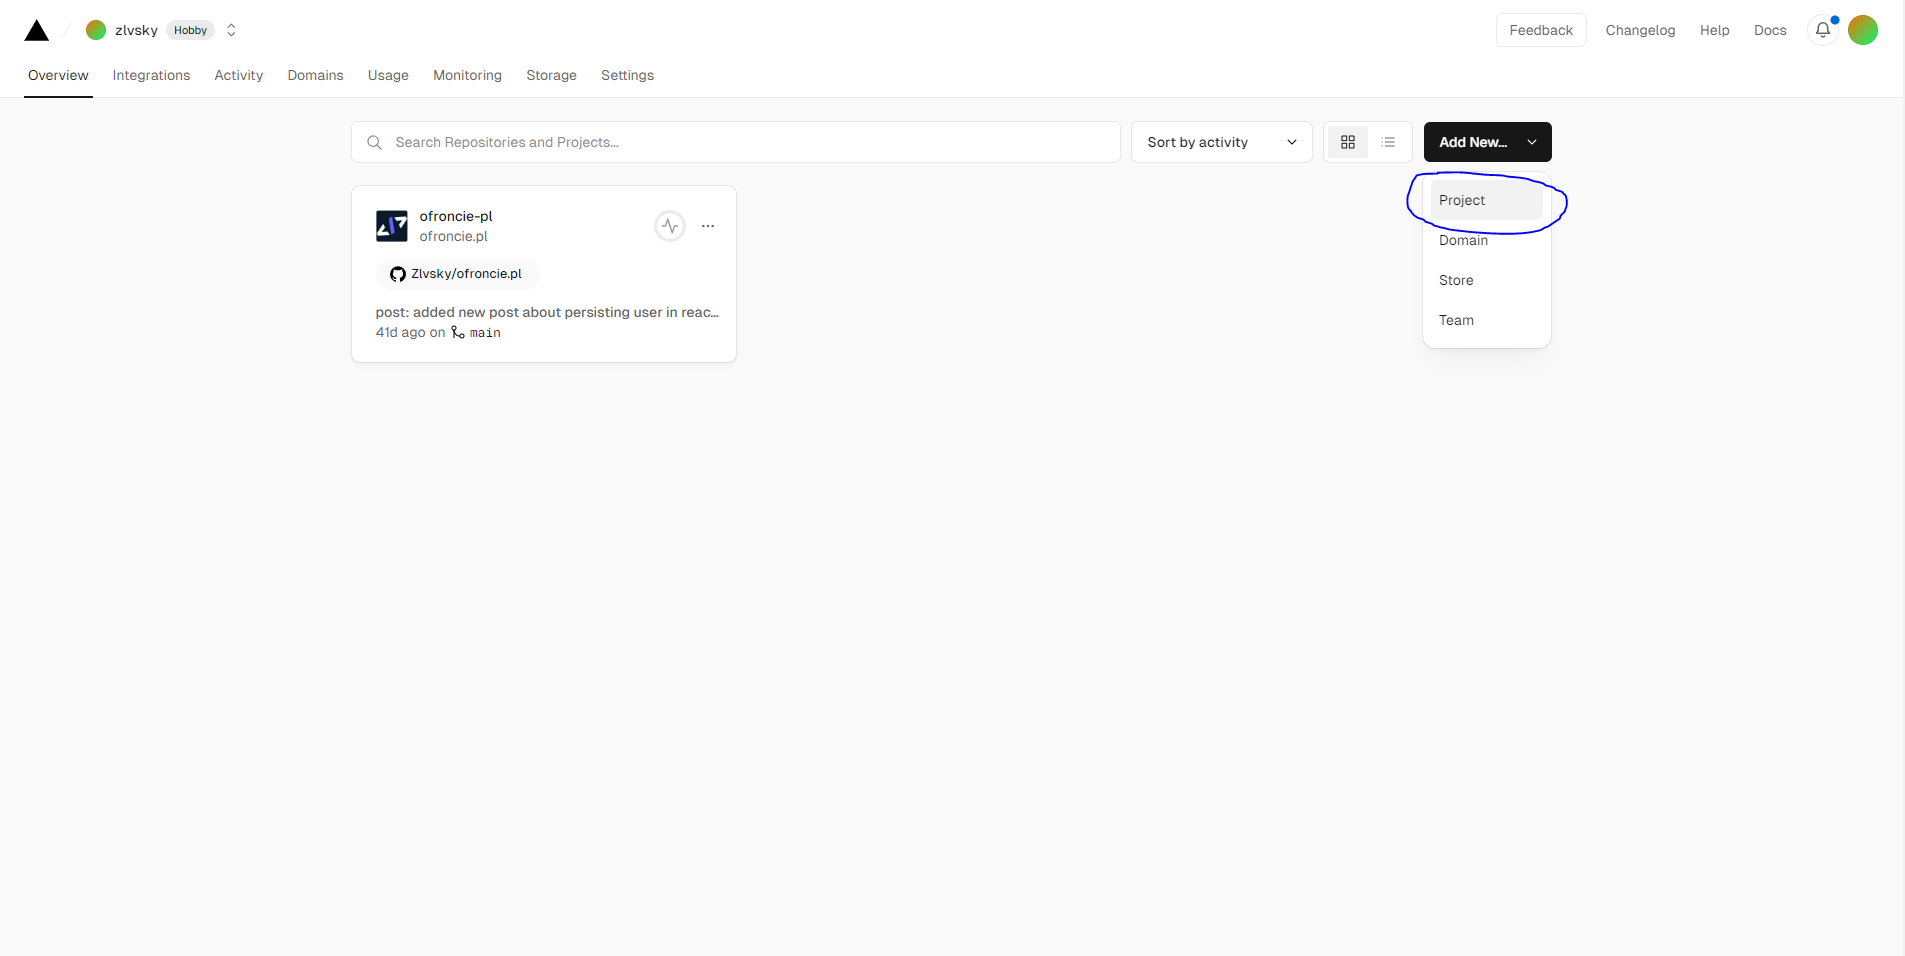 zlvsky Hobby Feedback Changelog Help Docs
Overview Integrations Activity Domains Usage Monitoring Storage Settings
Search Repositories and Projects... Sort by activity Add New...
ofroncie-pl
ofroncie.pl
Zlvsky/ofroncie.pl
post: added new post about persisting user in reac...
41d ago on main
Project
Domain
Store
Team